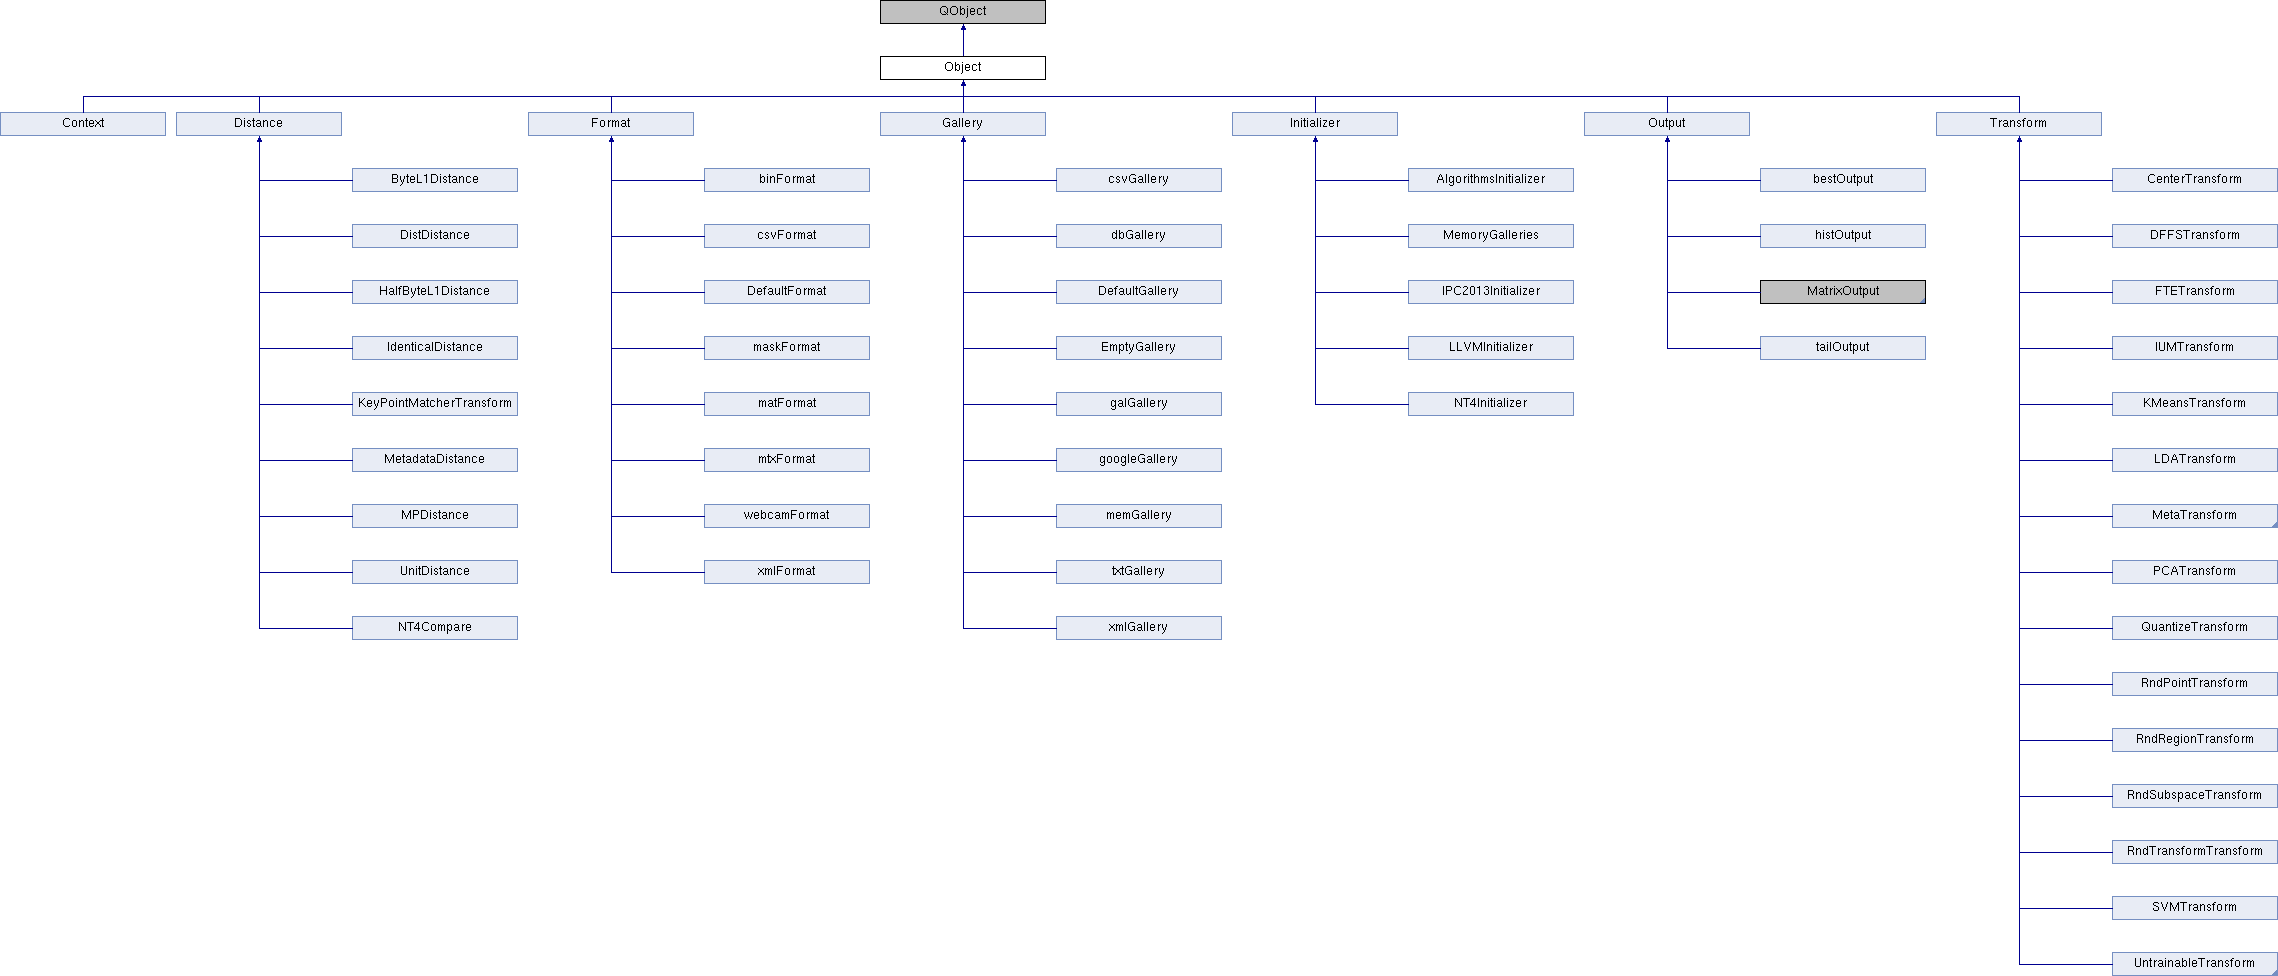 QObject
Object
Context
Distance
Format
Gallery
Initializer
Output
Transform
ByteL1Distance
binFormat
csvGallery
AlgorithmsInitializer
bestOutput
CenterTransform
DistDistance
csvFormat
dbGallery
MemoryGalleries
histOutput
DFFSTransform
HalfByteL1Distance
DefaultFormat
DefaultGallery
IPC2013Initializer
MatrixOutput
FTETransform
IdenticalDistance
maskFormat
EmptyGallery
LLVMInitializer
tailOutput
IUMTransform
KeyPointMatcherTransform
matFormat
galGallery
NT4Initializer
KMeansTransform
MetadataDistance
mtxFormat
googleGallery
LDATransform
MPDistance
webcamFormat
memGallery
MetaTransform
UnitDistance
xmlFormat
txtGallery
PCATransform
NT4Compare
xmlGallery
QuantizeTransform
RndPointTransform
RndRegionTransform
RndSubspaceTransform
RndTransformTransform
SVMTransform
UntrainableTransform